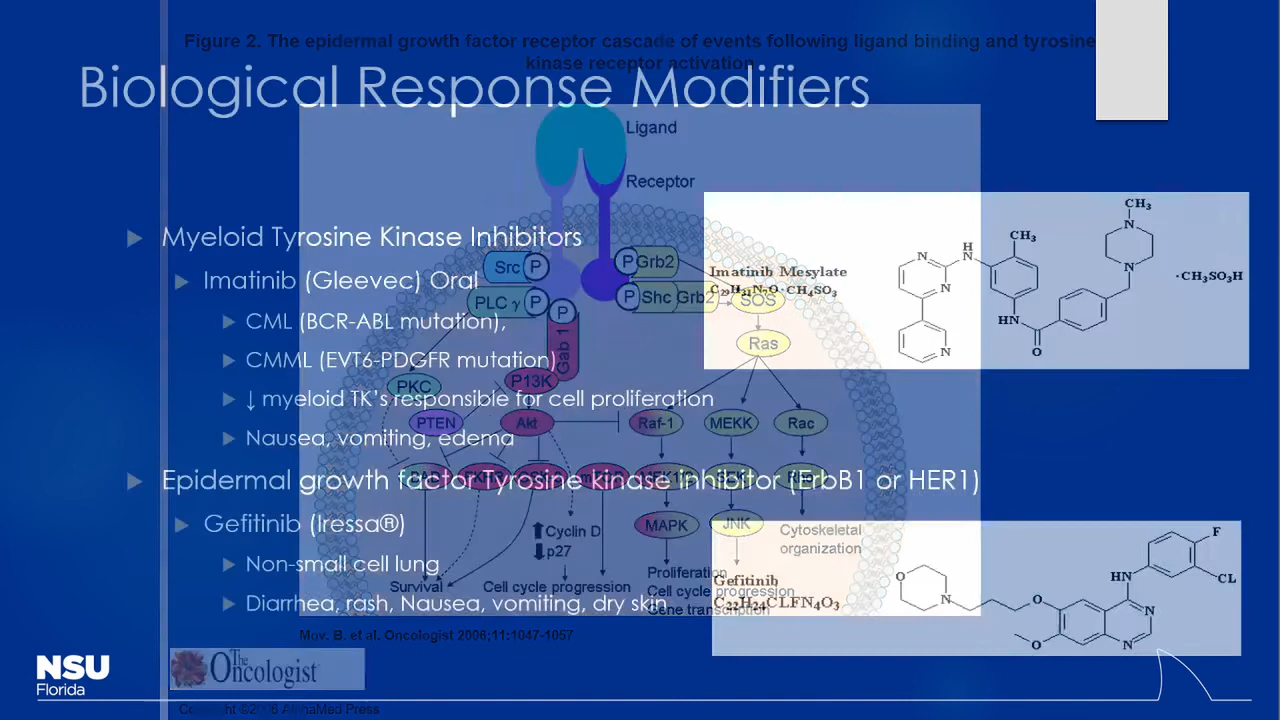 Figure 2. The epidermal growth factor receptor cascade of events following ligand binding and tyrosine
kinase receptor activation
Biological Response Modifiers
Ligand
Receptor
Myeloid Tyrosine Kinase Inhibitors
Imatinib (Gleevec) Oral
CML (BCR-ABL mutation),
CMML (EVT6-PDGFR mutation)
↓ myeloid TK's responsible for cell proliferation
Nausea, vomiting, edema
Epidermal growth factor Tyrosine kinase inhibitor (ErbB1 or HER1)
Gefitinib (Iressa®)
Non-small cell lung
Diarrhea, rash, Nausea, vomiting, dry skin
Src P
P Grb2
PLC γ P
P Shc Grb2
SOS
P
Gab 1
Ras
PKC
P13K
PTEN
Akt
Raf-1
MEKK
Rac
MAPK
JNK
Cyclin D
p27
Cytoskeletal
organization
Survival
Cell cycle progression
Proliferation
Cell cycle progression
Gene transcription
Imatinib Mesylate
C29H31N7O·CH4SO3
CH3
N
N
CH3
H
N
N
N
HN
O
N
·CH3SO3H
Gefitinib
C22H24CLFN4O3
F
CL
HN
O
N
O
N
O
N
Mov. B. et al. Oncologist 2006;11:1047-1057
The
Oncologist
NSU
Florida
AlphaMed Press